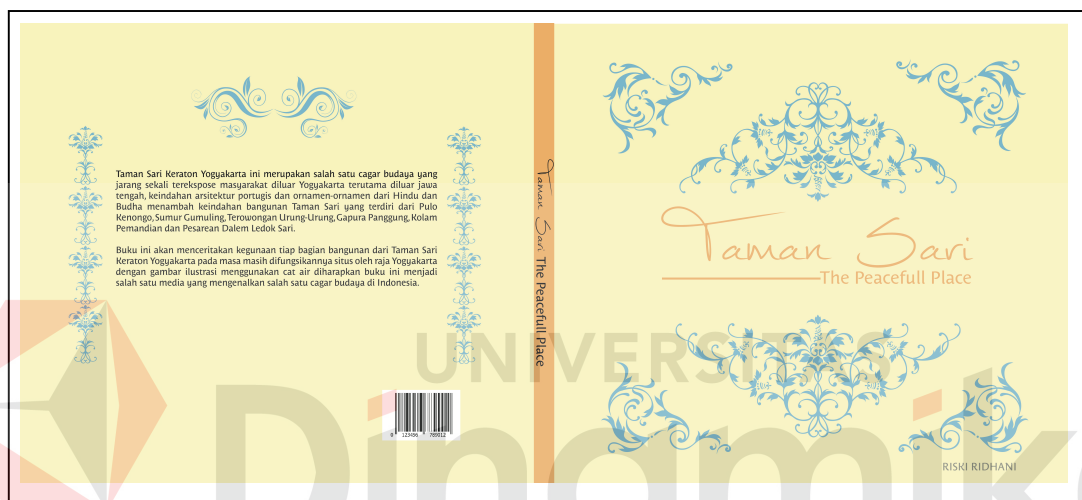 Taman Sari Keraton Yogyakarta ini merupakan salah satu cagar budaya yang
jarang sekali terekspose masyarakat diluar Yogyakarta terutama diluar jawa
tengah, keindahan arsitektur portugis dan ornamen-ornamen dari Hindu dan
Budha menambah keindahan bangunan Taman Sari yang terdiri dari Pulo
Kenongo, Sumur Gumuling, Terowongan Urung-Urung, Gapura Panggung, Kolam
Pemandian dan Pesarean Dalem Ledok Sari.
Buku ini akan menceritakan kegunaan tiap bagian bangunan dari Taman Sari
Keraton Yogyakarta pada masa masih difungsikannya situs oleh raja Yogyakarta
dengan gambar ilustrasi menggunakan cat air diharapkan buku ini menjadi
salah satu media yang mengenalkan salah satu cagar budaya di Indonesia.
0 123456 789012
Taman Sari The Peacefull Place
Taman Sari
The Peacefull Place
RISKI RIDHANI
UNIVERSITAS
Dinamika